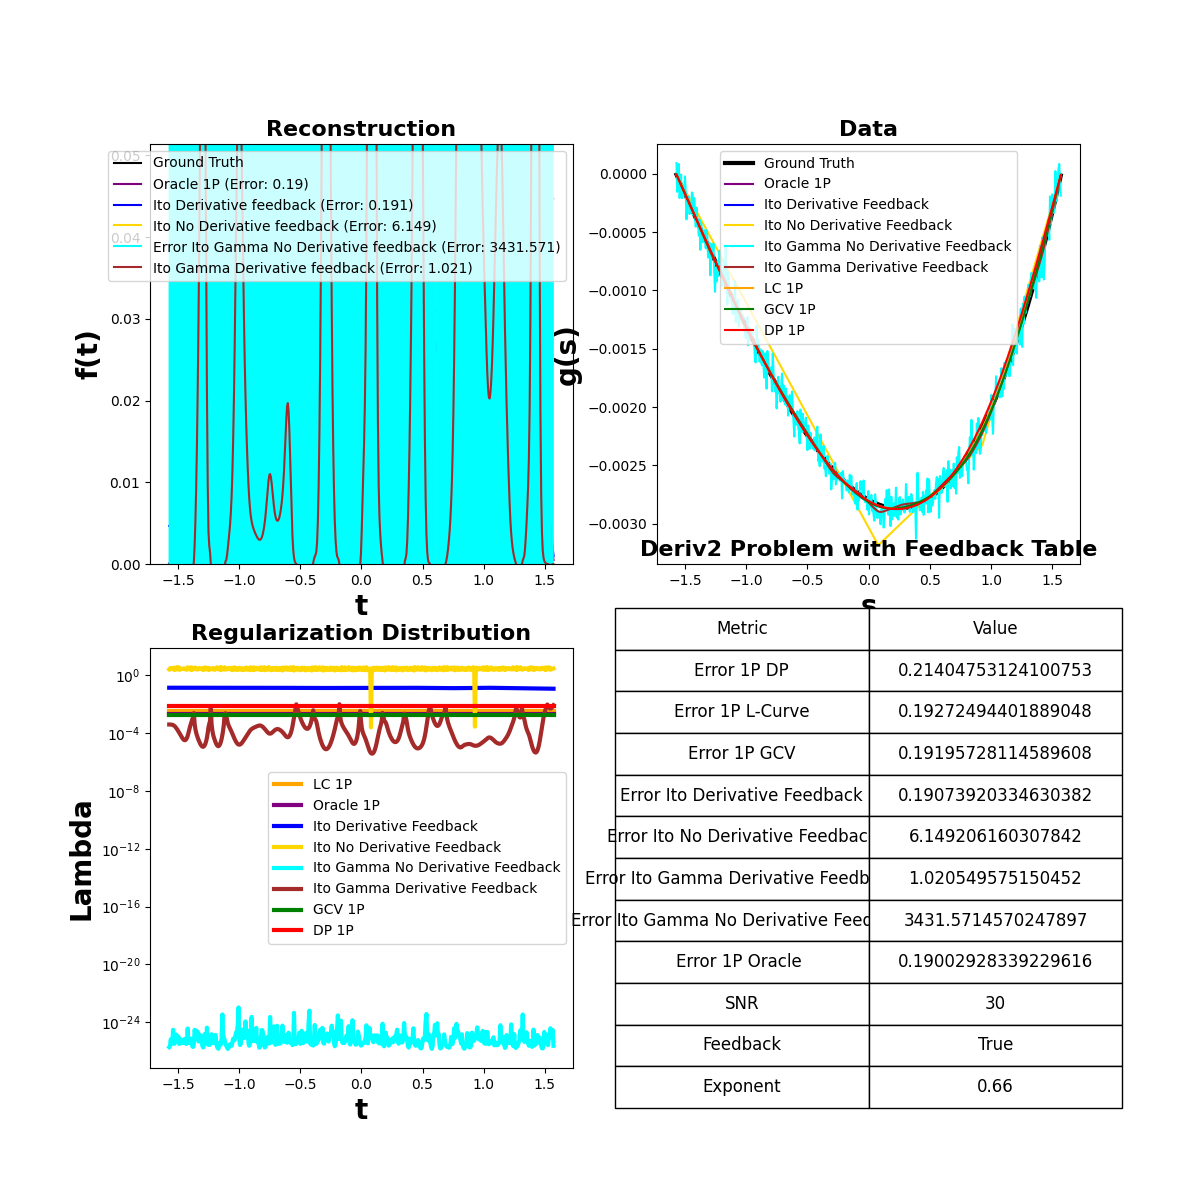 Reconstruction
f(t)
0.05
0.04
0.03
0.02
0.01
0.00
Ground Truth
Oracle 1P (Error: 0.19)
Ito Derivative feedback (Error: 0.191)
Ito No Derivative feedback (Error: 6.149)
Error Ito Gamma No Derivative feedback (Error: 3431.571)
Ito Gamma Derivative feedback (Error: 1.021)
−1.5 −1.0 −0.5 0.0 0.5 1.0 1.5
t
Data
g(s)
0.0000
−0.0005
−0.0010
−0.0015
−0.0020
−0.0025
−0.0030
Ground Truth
Oracle 1P
Ito Derivative Feedback
Ito No Derivative Feedback
Ito Gamma No Derivative Feedback
Ito Gamma Derivative Feedback
LC 1P
GCV 1P
DP 1P
−1.5 −1.0 −0.5 0.0 0.5 1.0 1.5
s
Regularization Distribution
Lambda
10⁰
10⁻⁴
10⁻⁸
10⁻¹²
10⁻¹⁶
10⁻²⁰
10⁻²⁴
LC 1P
Oracle 1P
Ito Derivative Feedback
Ito No Derivative Feedback
Ito Gamma No Derivative Feedback
Ito Gamma Derivative Feedback
GCV 1P
DP 1P
−1.5 −1.0 −0.5 0.0 0.5 1.0 1.5
t
Deriv2 Problem with Feedback Table
Metric Value
Error 1P DP 0.21404753124100753
Error 1P L-Curve 0.19272494401889048
Error 1P GCV 0.19195728114589608
Error Ito Derivative Feedback 0.19073920334630382
Error Ito No Derivative Feedbac 6.149206160307842
Error Ito Gamma Derivative Feedb 1.020549575150452
Error Ito Gamma No Derivative Feed 3431.5714570247897
Error 1P Oracle 0.19002928339229616
SNR 30
Feedback True
Exponent 0.66